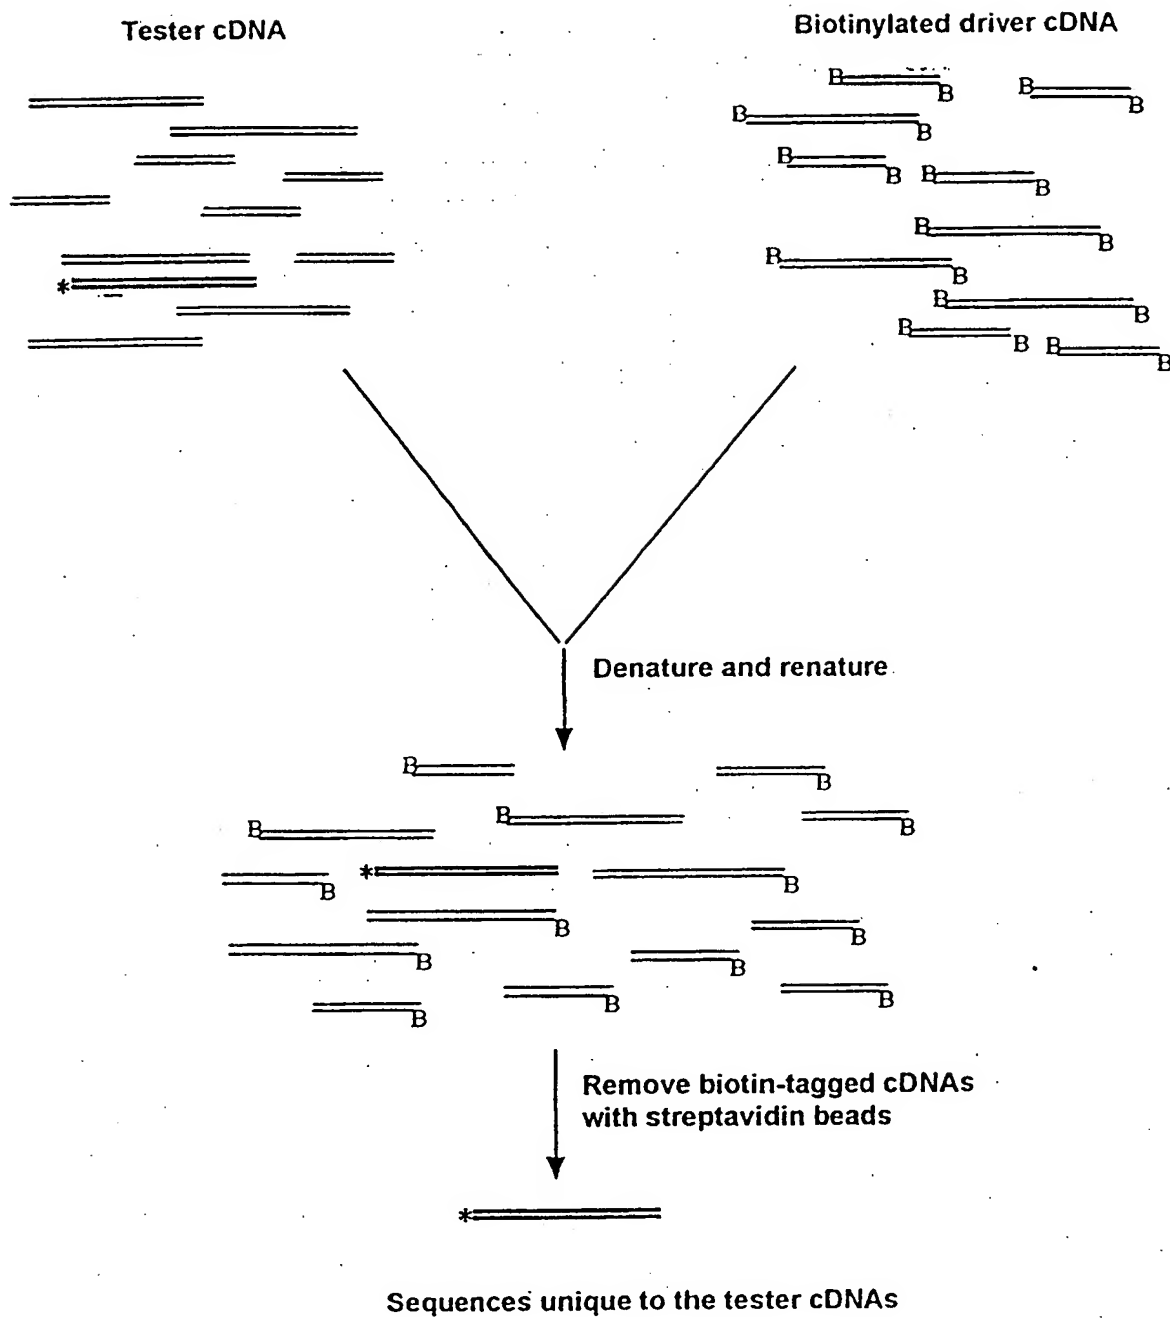 Tester cDNA
Biotinylated driver cDNA
B B
B B
B B
B B
B B
B B
B B
B B
B B
B B
*
Denature and renature
B
B
B
B
B
*
B
B
B
B
B
B
B
B
B
Remove biotin-tagged cDNAs
with streptavidin beads
*
Sequences unique to the tester cDNAs